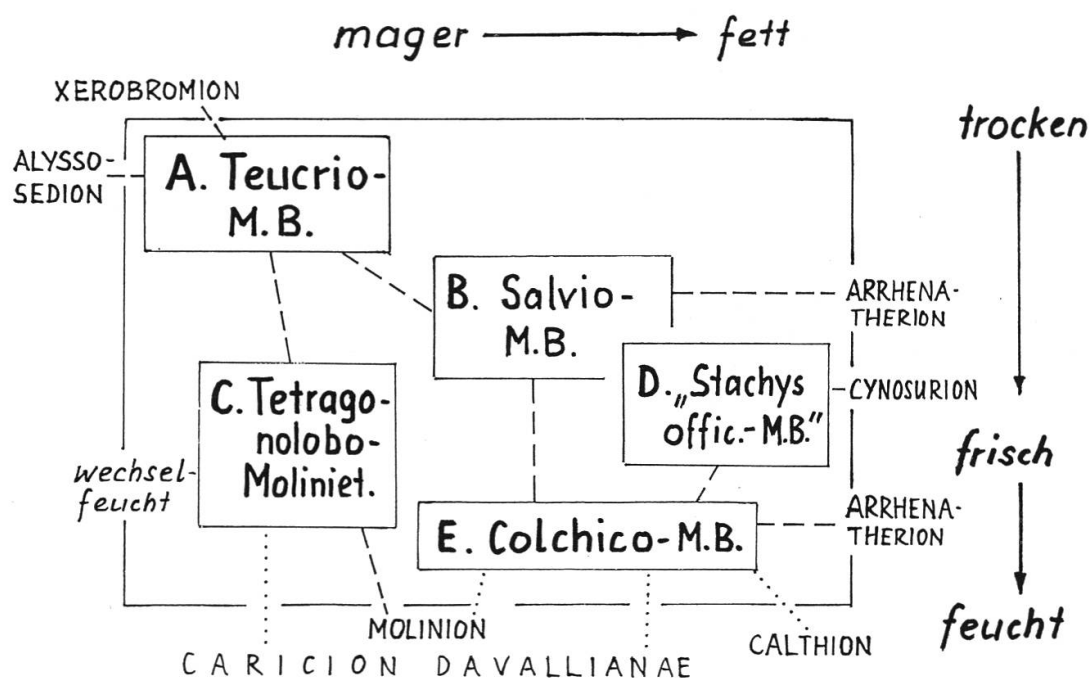 mager fett
XEROBROMION
trocken
ALYSSO-
SEDION
A. Teucrio-
M.B.
B. Salvio-
M.B.
ARRHENA-
THERION
C. Tetrago-
nolobo-
Moliniet.
D. „Stachys
offic.-M.B.“
CYNOSURION
frisch
wechsel-
feucht
E. Colchico-M.B.
ARRHENA-
THERION
feucht
MOLINION
CALTHION
CARICION DAVALLIANAE